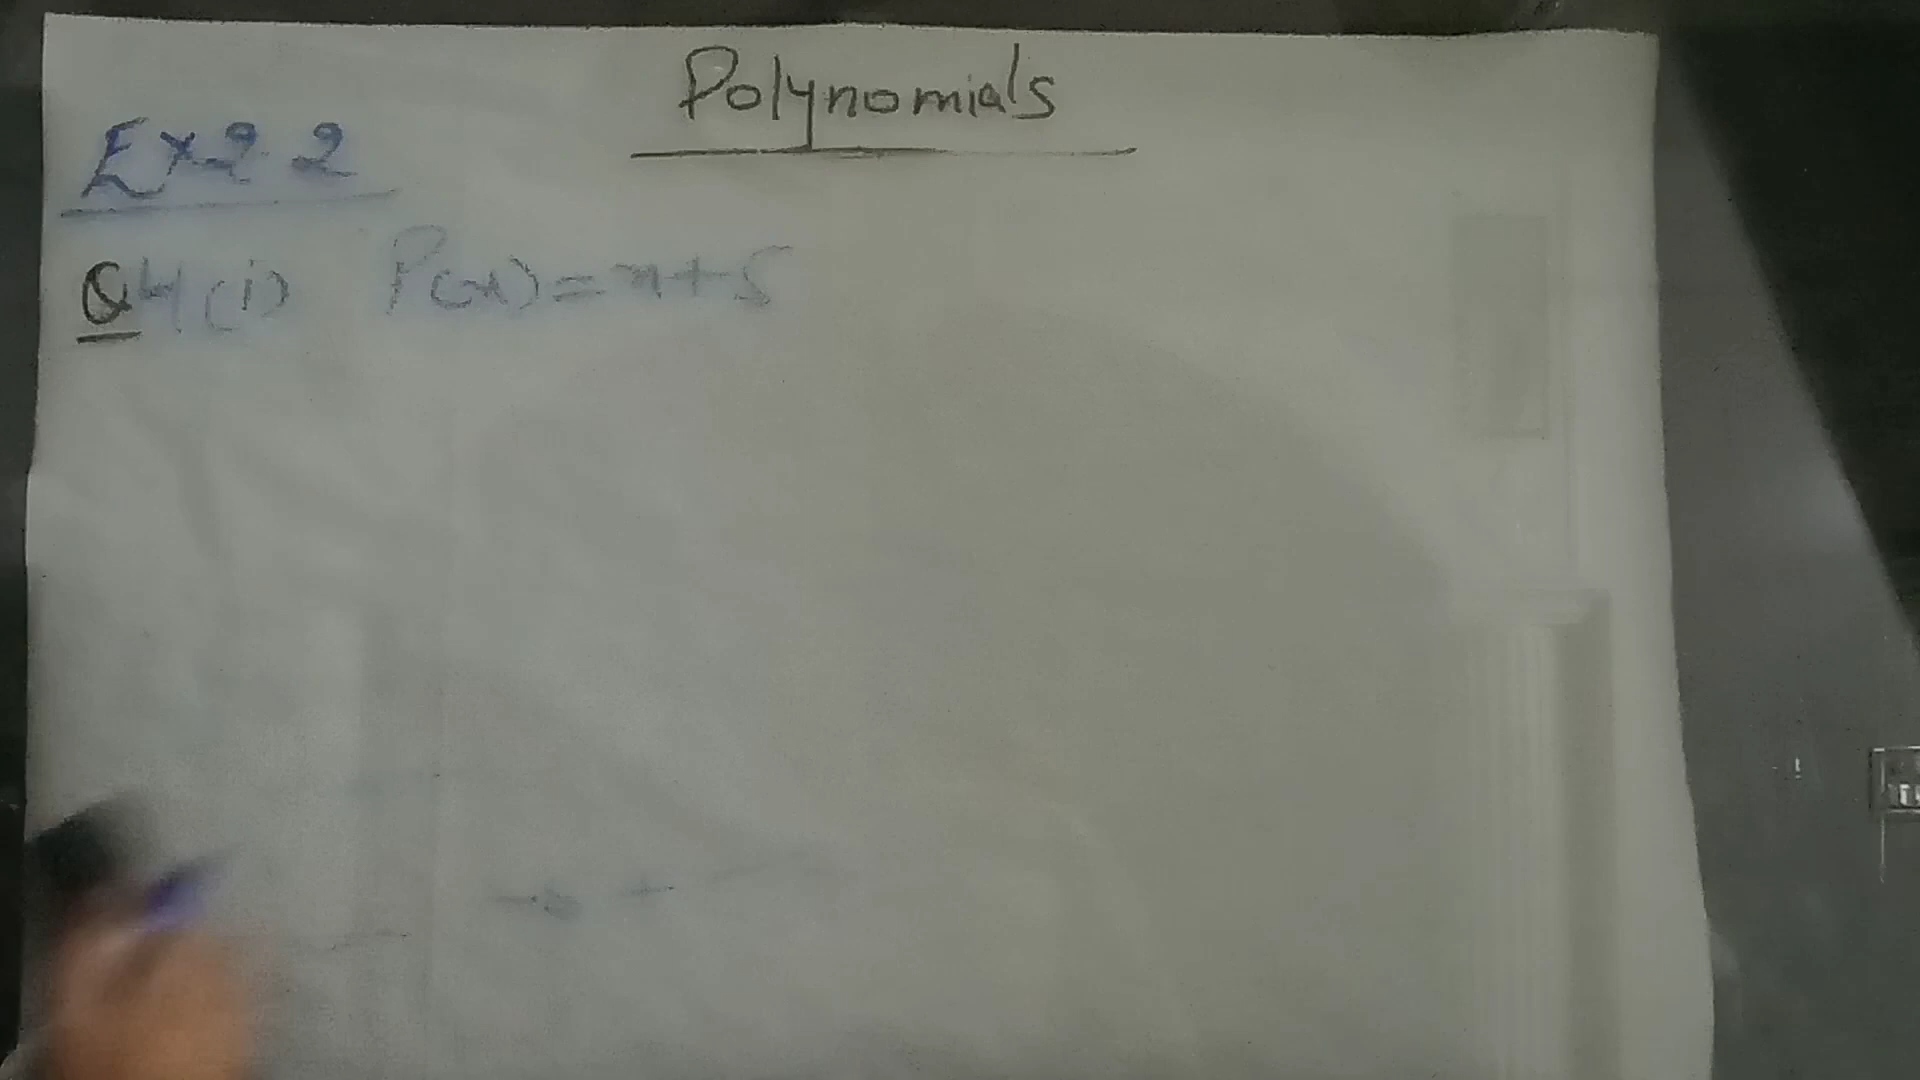 Polynomials
Ex 2.2
Q4 (i) P(x) = x + 5